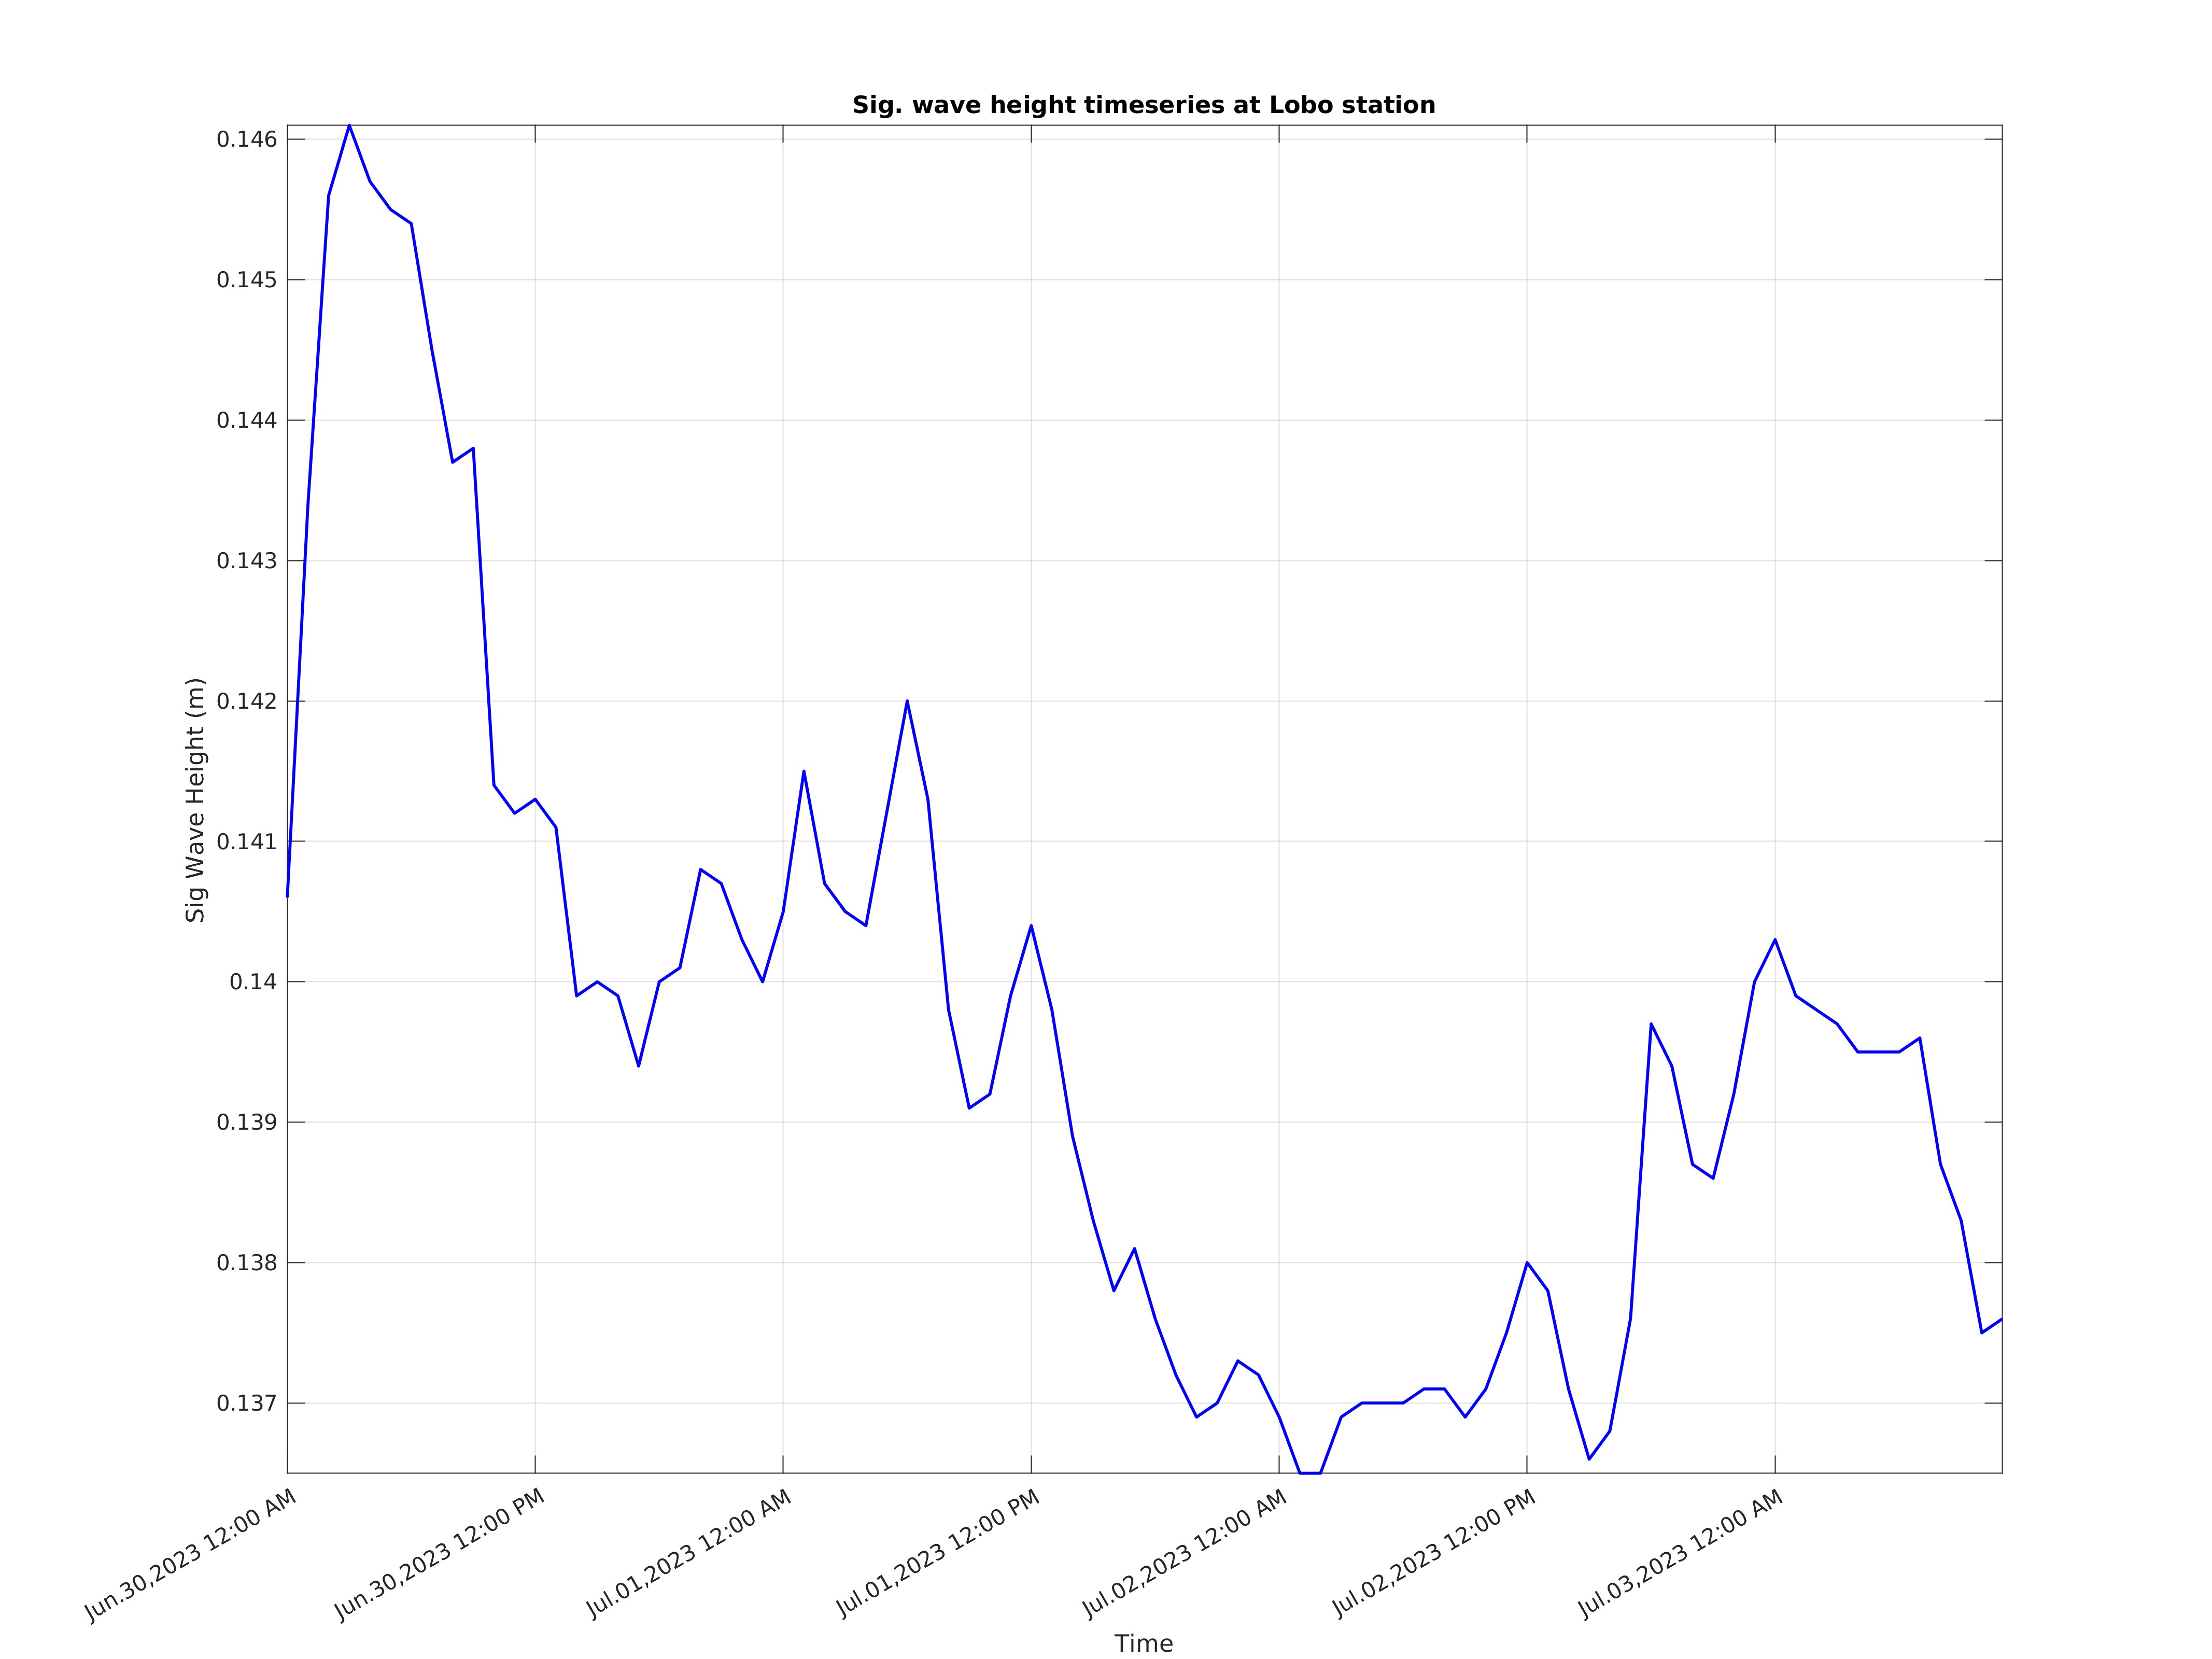 Sig. wave height timeseries at Lobo station
0.146
0.145
0.144
0.143
0.142
0.141
0.14
0.139
0.138
0.137
Sig Wave Height (m)
Jun.30,2023 12:00 AM
Jun.30,2023 12:00 PM
Jul.01,2023 12:00 AM
Jul.01,2023 12:00 PM
Jul.02,2023 12:00 AM
Jul.02,2023 12:00 PM
Jul.03,2023 12:00 AM
Time